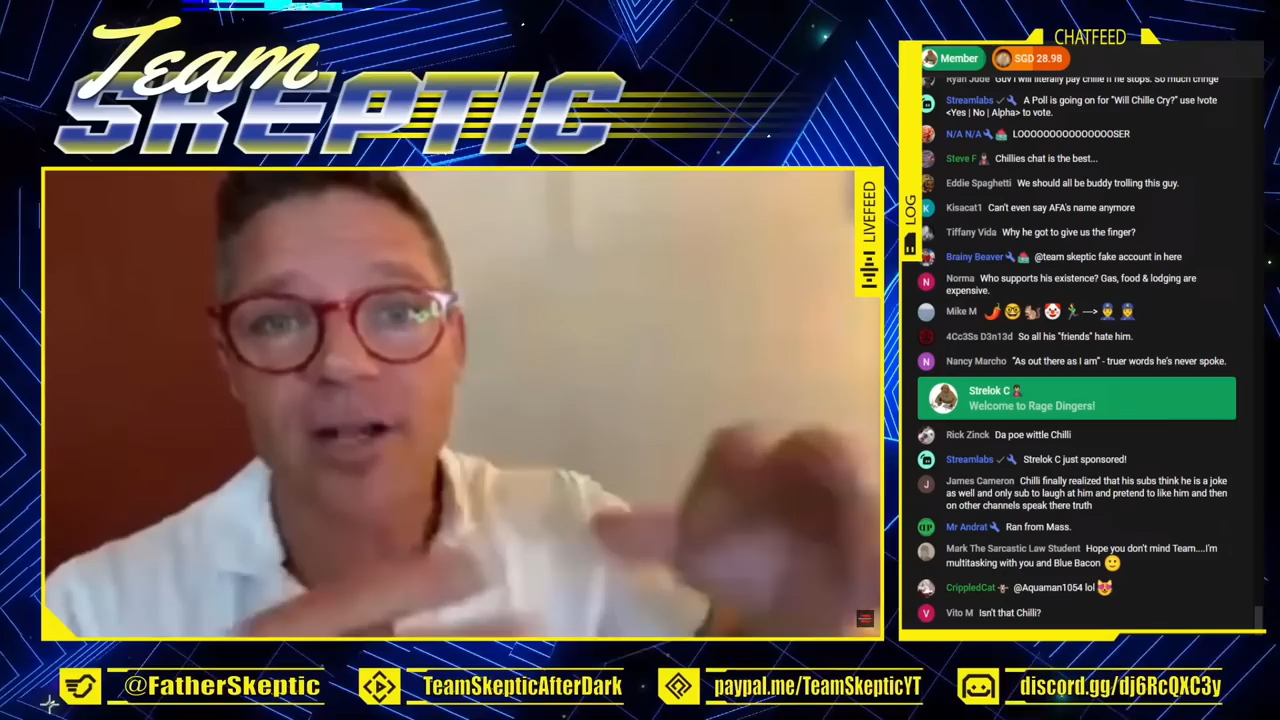 Team
SKEPTIC
LIVEFEED
CHATFEED
LOG
Member
SGD 28.98
Ryan Jude Guv I will literally pay chille if he stops. So much cringe
Streamlabs A Poll is going on for "Will Chille Cry?" use !vote
<Yes | No | Alpha> to vote.
N/A N/A LOOOOOOOOOOOOOOOSER
Steve F Chillies chat is the best...
Eddie Spaghetti We should all be buddy trolling this guy.
K
Kisacat1 Can't even say AFA's name anymore
Tiffany Vida Why he got to give us the finger?
Brainy Beaver @team skeptic fake account in here
N
Norma Who supports his existence? Gas, food & lodging are
expensive.
Mike M
4Cc3Ss D3n13d So all his "friends" hate him.
N
Nancy Marcho "As out there as I am" - truer words he's never spoke.
Strelok C
Welcome to Rage Dingers!
Rick Zinck Da poe wittle Chilli
Streamlabs Strelok C just sponsored!
J
James Cameron Chilli finally realized that his subs think he is a joke
as well and only sub to laugh at him and pretend to like him and then
on other channels speak there truth
Mr Andrat Ran from Mass.
Mark The Sarcastic Law Student Hope you don't mind Team....I'm
multitasking with you and Blue Bacon
CrippledCat @Aquaman1054 lol
V
Vito M Isn't that Chilli?
@FatherSkeptic
TeamSkepticAfterDark
paypal.me/TeamSkepticYT
discord.gg/dj6RcQXC3y